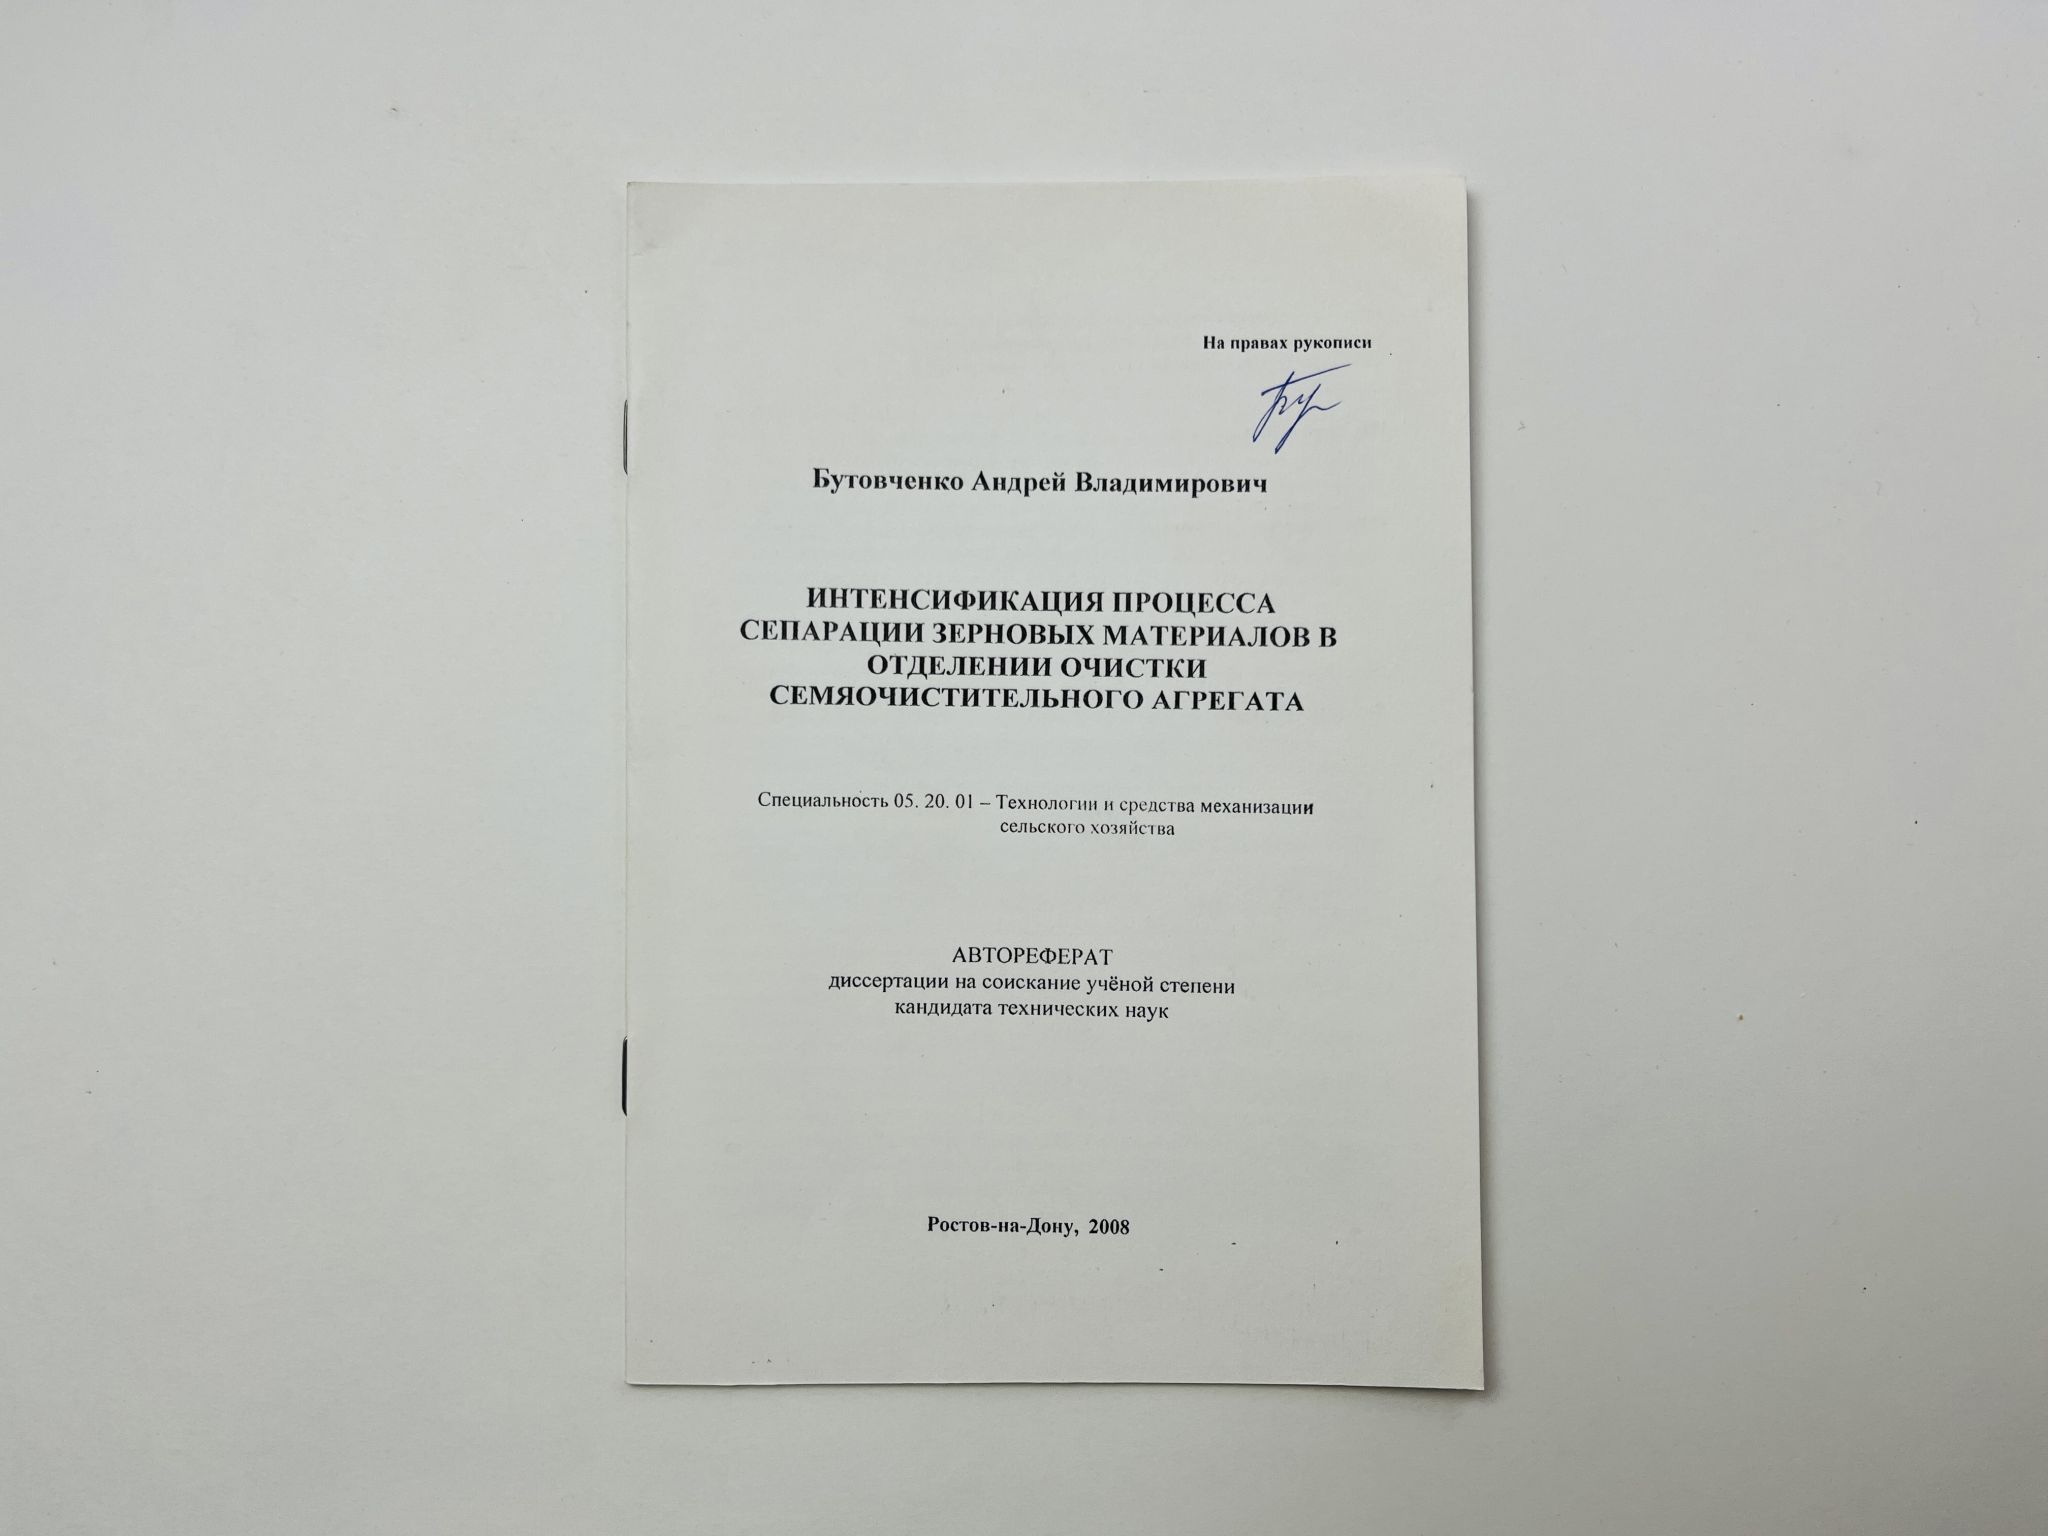 На правах рукописи
Бутовченко Андрей Владимирович
ИНТЕНСИФИКАЦИЯ ПРОЦЕССА
СЕПАРАЦИИ ЗЕРНОВЫХ МАТЕРИАЛОВ В
ОТДЕЛЕНИИ ОЧИСТКИ
СЕМЯОЧИСТИТЕЛЬНОГО АГРЕГАТА
Специальность 05. 20. 01 – Технологии и средства механизации
сельского хозяйства
АВТОРЕФЕРАТ
диссертации на соискание учёной степени
кандидата технических наук
Ростов-на-Дону, 2008